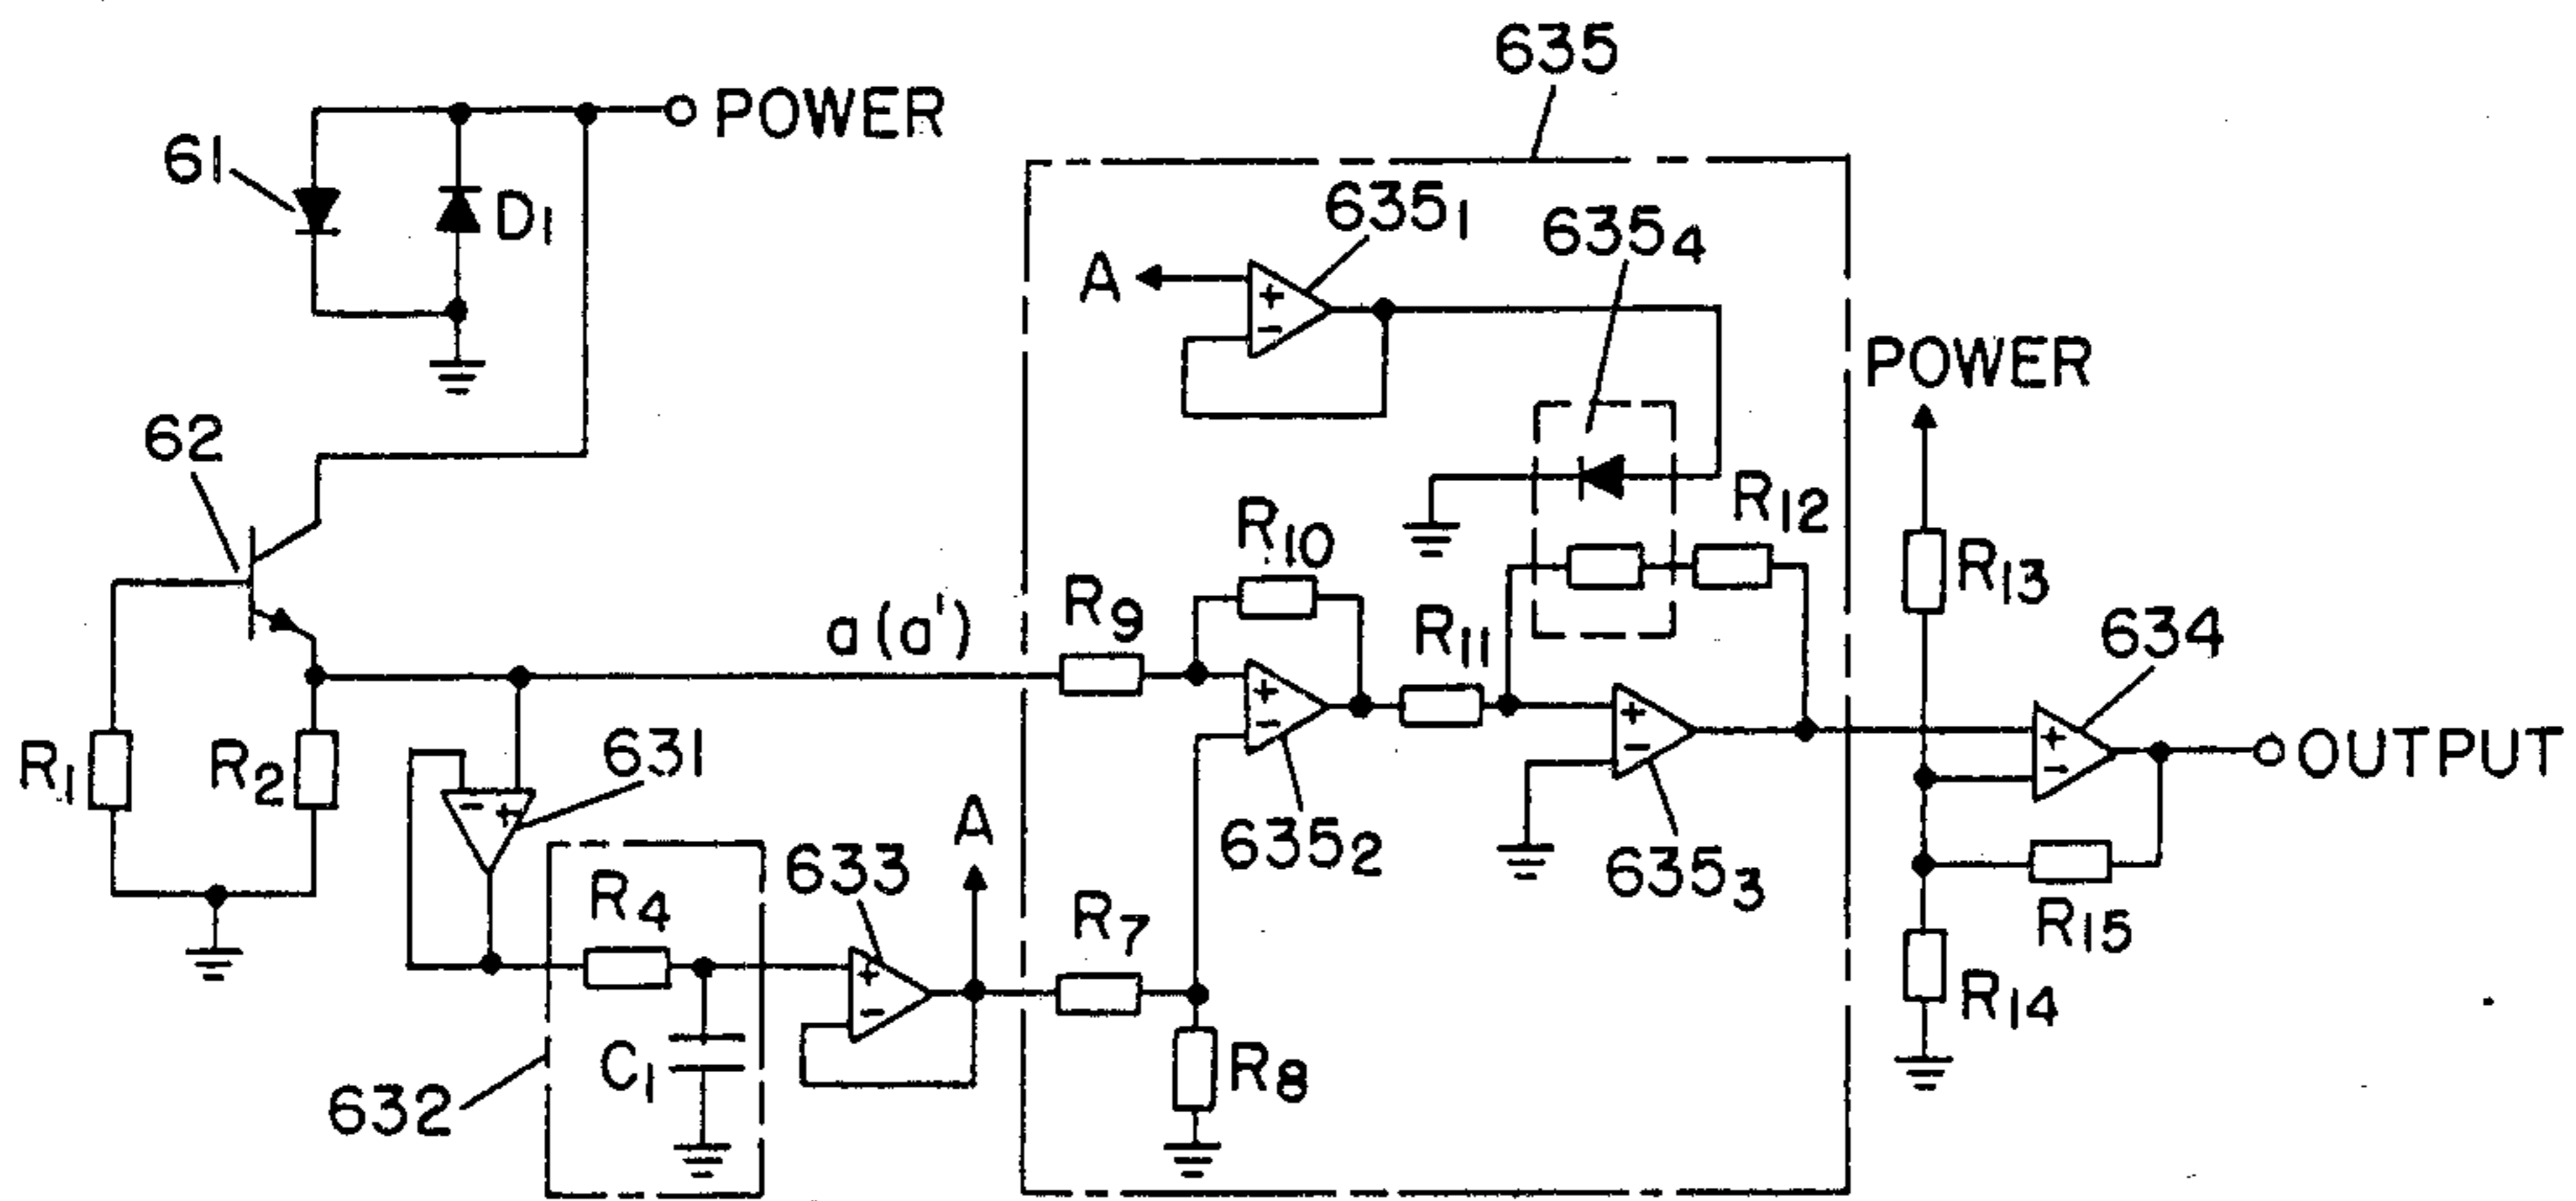 635
POWER
61
D1
6351
6354
A
POWER
62
R12
R10
R13
R9
a(a')
R11
634
631
R1
R2
OUTPUT
A
6352
6353
633
R4
R7
R15
R14
C1
R8
632
+
-
+
-
+
-
+
-
+
-
+
-